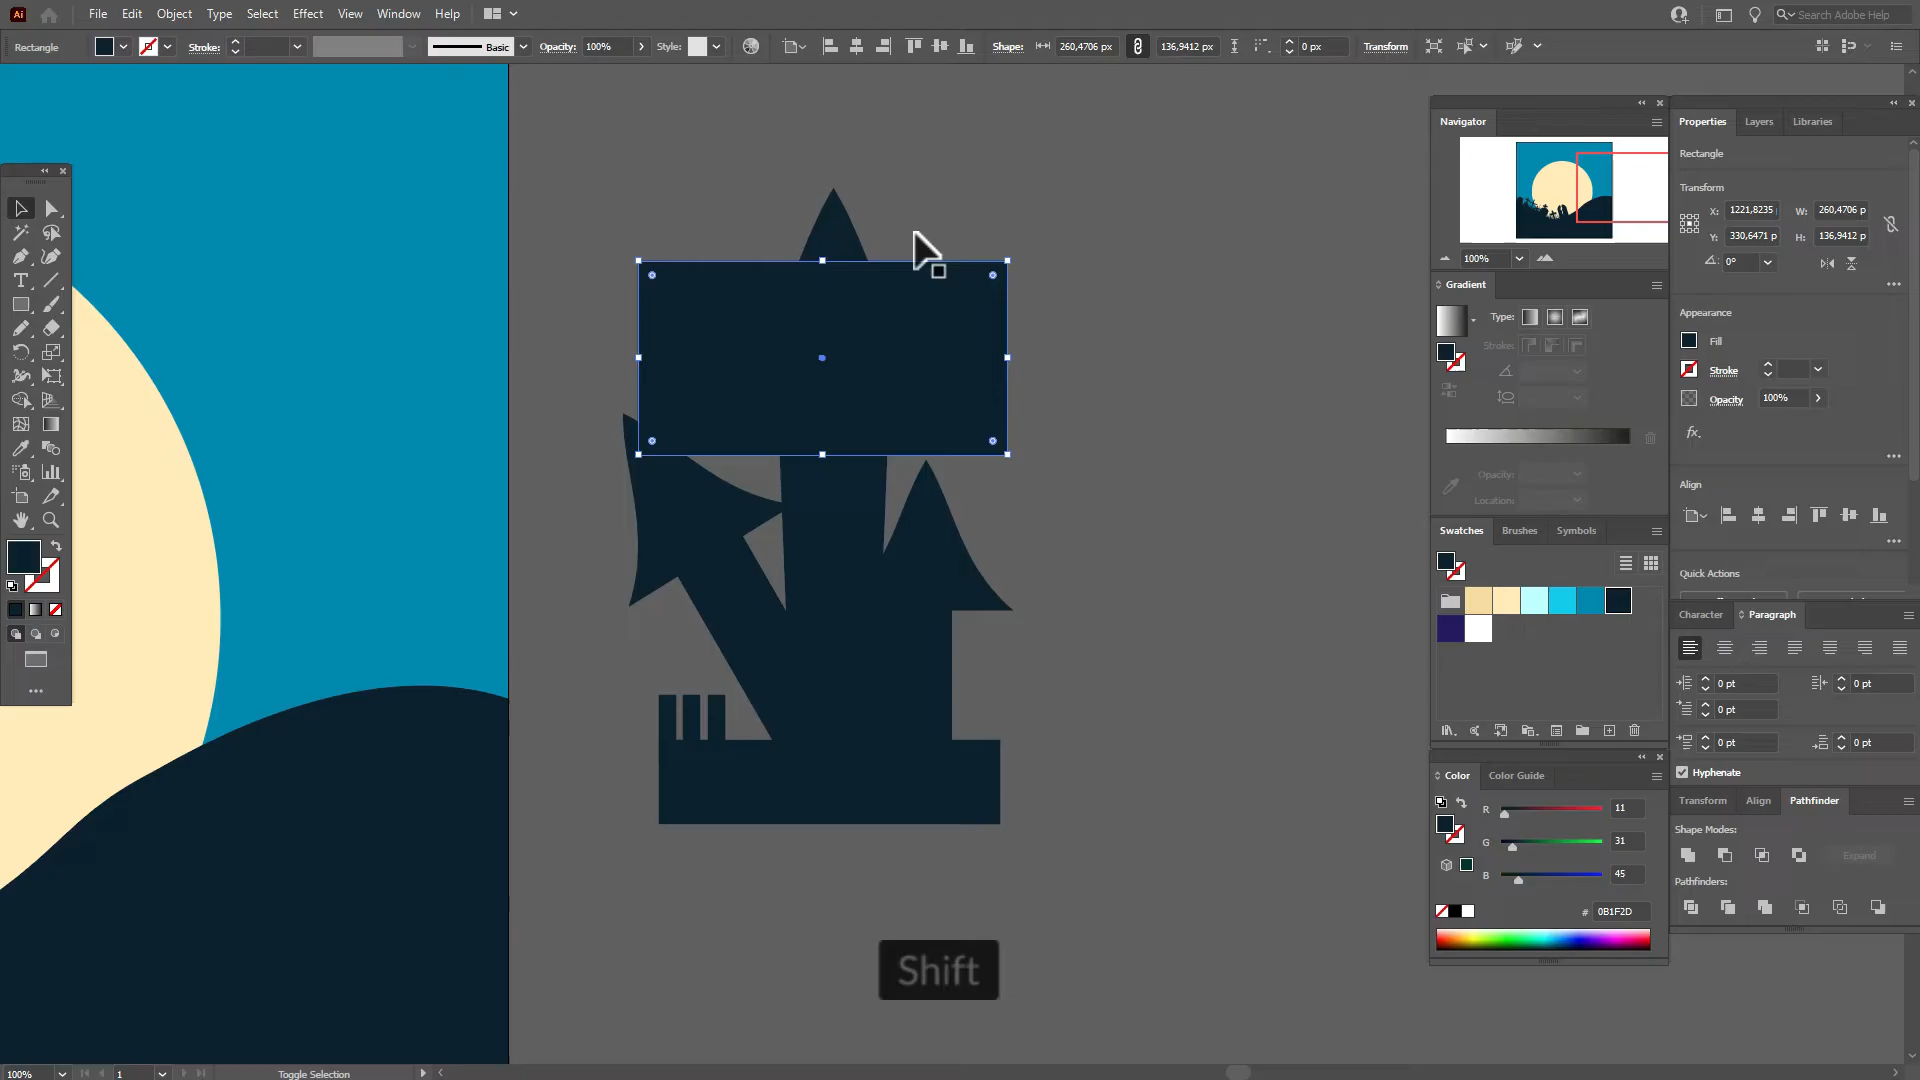 Ai File Edit Object Type Select Effect View Window Help Search Adobe Help
Rectangle Stroke: Basic Opacity: 100% Style: Shape: 260,4706 px 136,9412 px 0 px Transform
Navigator
100%
Gradient
Type:
Stroke:
Opacity:
Location:
Swatches Brushes Symbols
Color Color Guide
R 11
G 31
B 45
# 0B1F2D
Properties Layers Libraries
Rectangle
Transform
X: 1221,8235 W: 260,4706 p
Y: 330,6471 p H: 136,9412 p
0°
Appearance
Fill
Stroke
Opacity 100%
fx.
Align
Quick Actions
Character Paragraph
0 pt 0 pt
0 pt
0 pt 0 pt
Hyphenate
Transform Align Pathfinder
Shape Modes:
Expand
Pathfinders:
Shift
100% 1 Toggle Selection